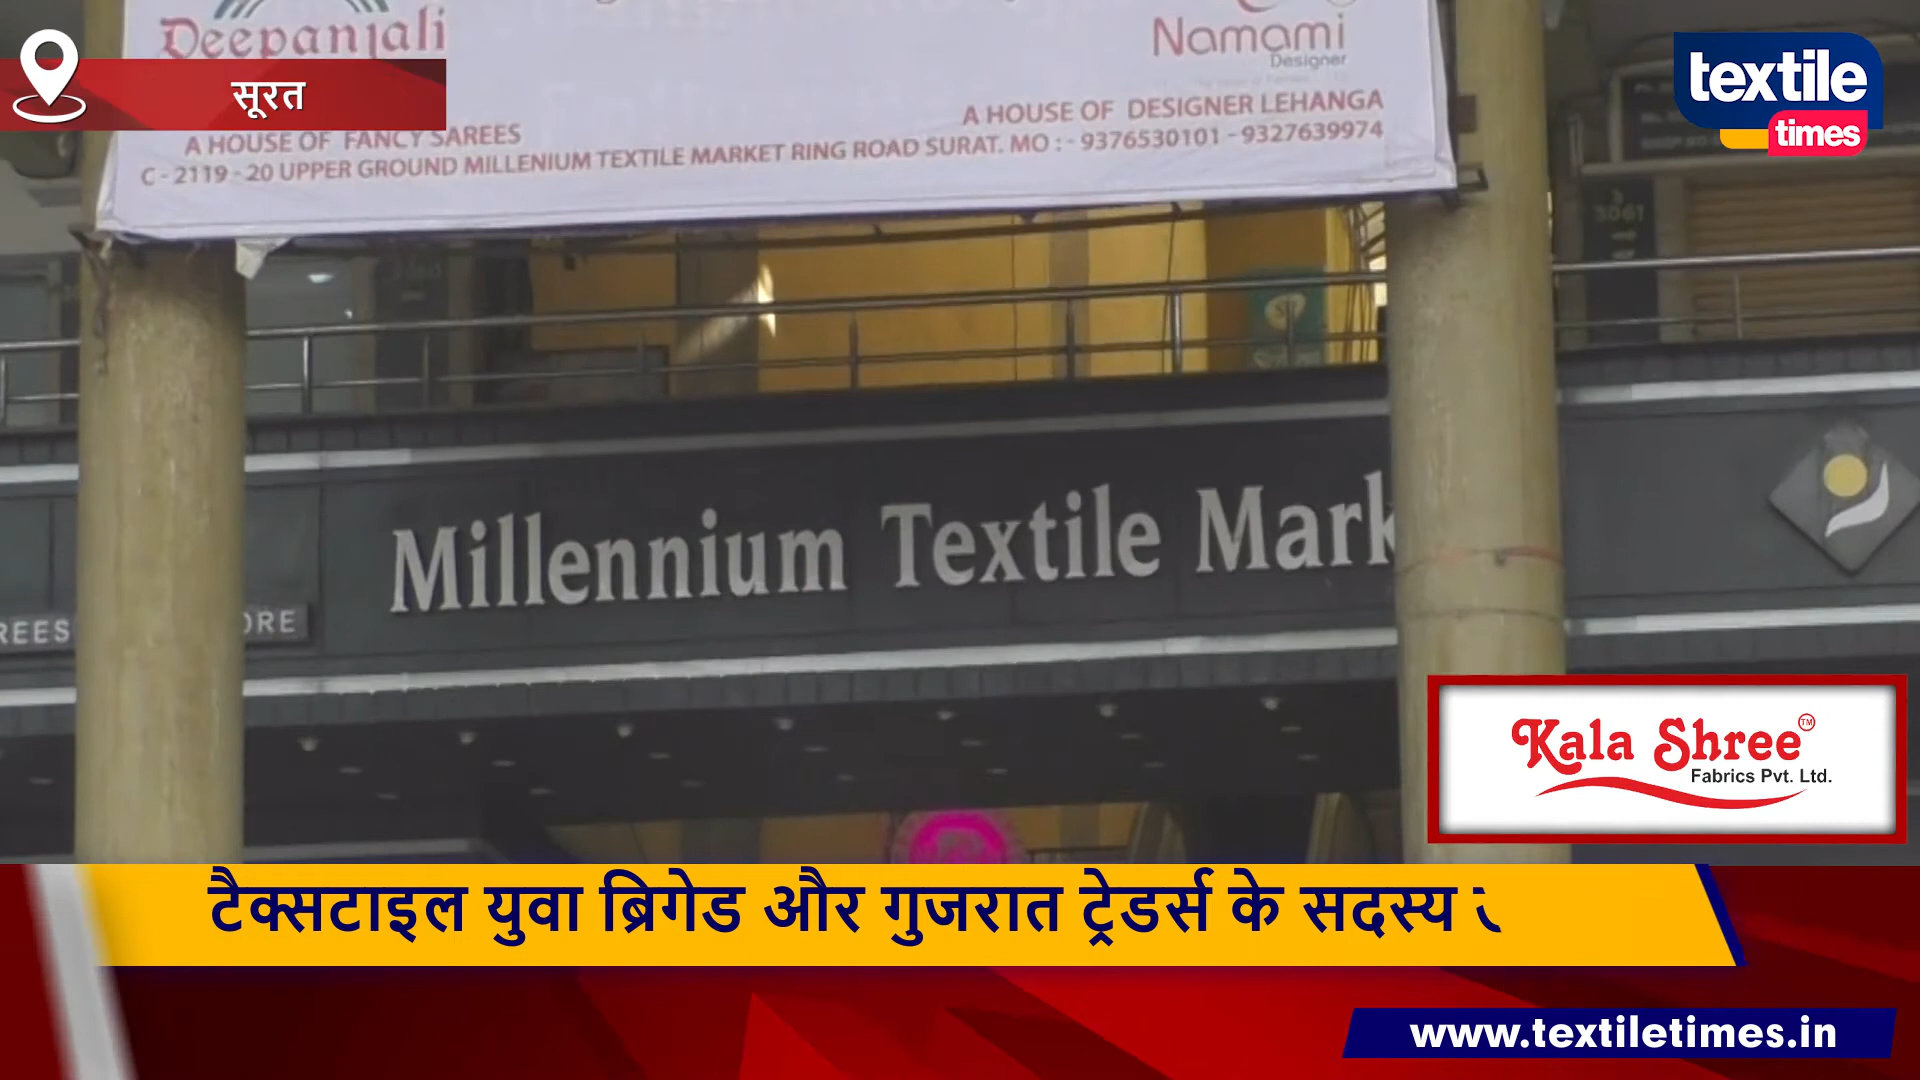 Deepanjali
Namami
Designer
सूरत
textile
times
A HOUSE OF FANCY SAREES
A HOUSE OF DESIGNER LEHANGA
C - 2119 - 20 UPPER GROUND MILLENIUM TEXTILE MARKET RING ROAD SURAT. MO : - 9376530101 - 9327639974
3061
Millennium Textile Mark
REES
ORE
Kala Shree TM
Fabrics Pvt. Ltd.
टैक्सटाइल युवा ब्रिगेड और गुजरात ट्रेडर्स के सदस्य
www.textiletimes.in